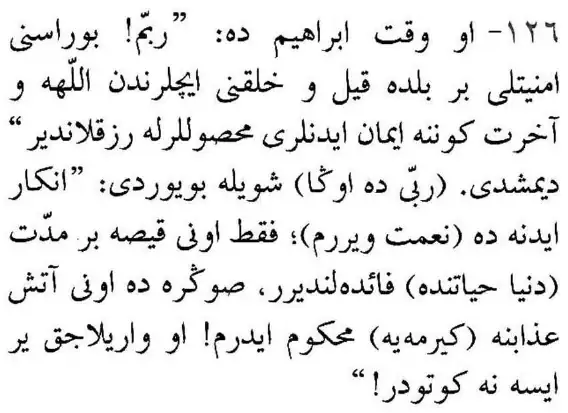 ١٢٦- او وقت ابراهیم ده: ”ربّم! بوراسنی
امنیتلی بر بلده قیل و خلقنی ایچلرندن اللّهه و
آخرت کوننه ایمان ایدنلری محصوللرله رزقلاندیر“
دیمشدی. (ربّی ده اوڭا) شویله بویوردی: ”انکار
ایدنه ده (نعمت ویررم)؛ فقط اونی قیصه بر مدّت
(دنیا حیاتنده) فائده‌لندیرر، صوڭره ده اونی آتش
عذابنه (کیرمه‌یه) محکوم ایدرم! او واریلاجق یر
ایسه نه کوتودر!“